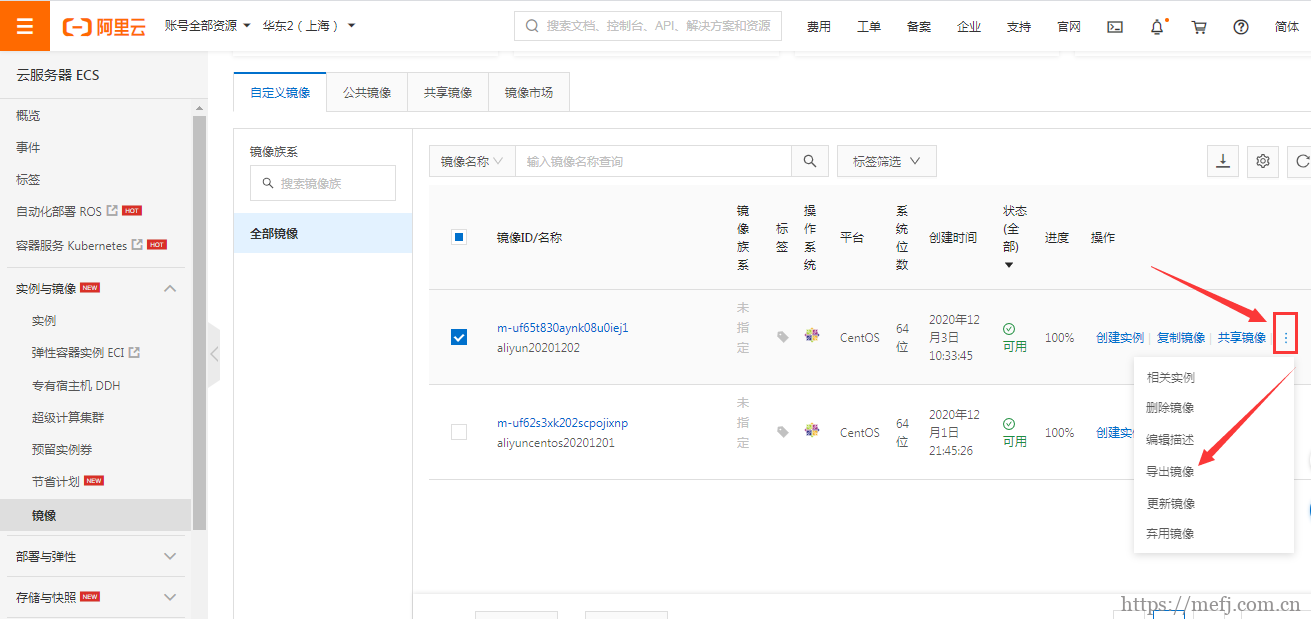 阿里云 账号全部资源 华东2（上海） 搜索文档、控制台、API、解决方案和资源 费用 工单 备案 企业 支持 官网 简体
云服务器 ECS
概览
事件
标签
自动化部署 ROS HOT
容器服务 Kubernetes HOT
实例与镜像 NEW
实例
弹性容器实例 ECI
专有宿主机 DDH
超级计算集群
预留实例券
节省计划 NEW
镜像
部署与弹性
存储与快照 NEW
自定义镜像 公共镜像 共享镜像 镜像市场
镜像族系
搜索镜像族
全部镜像
镜像名称 输入镜像名称查询 标签筛选
镜像ID/名称 镜像族系 标签 操作系统 平台 系统位数 创建时间 状态(全部) 进度 操作
m-uf65t830aynk08u0iej1
aliyun20201202
未指定 CentOS 64位
2020年12月3日
10:33:45
可用 100% 创建实例 复制镜像 共享镜像
m-uf62s3xk202scpojixnp
aliyuncentos20201201
未指定 CentOS 64位
2020年12月1日
21:45:26
可用 100% 创建实
相关实例
删除镜像
编辑描述
导出镜像
更新镜像
弃用镜像
https://mefj.com.cn